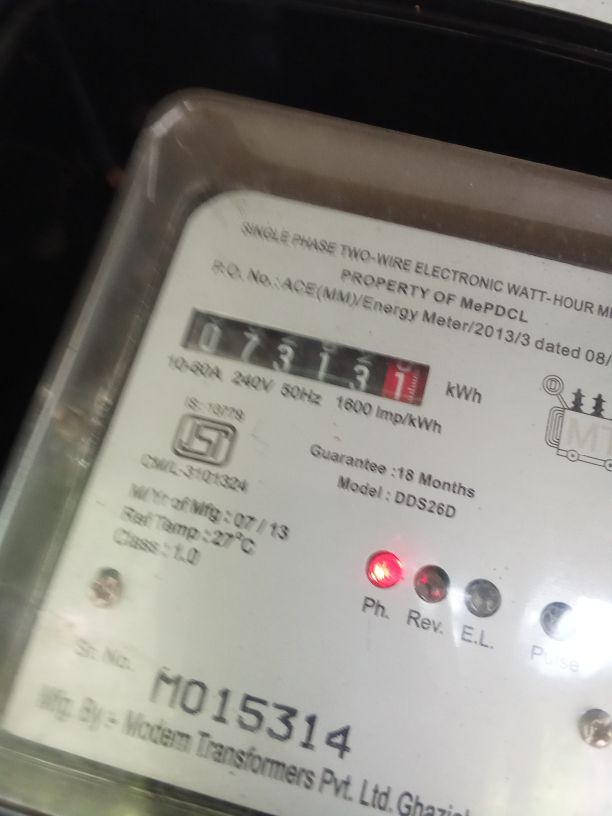 SINGLE PHASE TWO-WIRE ELECTRONIC WATT-HOUR
PROPERTY OF MePDCL
P.O. No.: ACE(MM)/Energy Meter/2013/3 dated 08/
073131 kWh
10-60A 240V 50Hz 1600 Imp/kWh
IS: 13779
ISI
CM/L-3101324
Guarantee :18 Months
Model : DDS26D
M/Yr of Mfg : 07 / 13
Ref Temp : 27°C
Class : 1.0
Ph. Rev. E.L. Pulse
Sr. No.
M015314
Mfg. By :- Modern Transformers Pvt. Ltd.